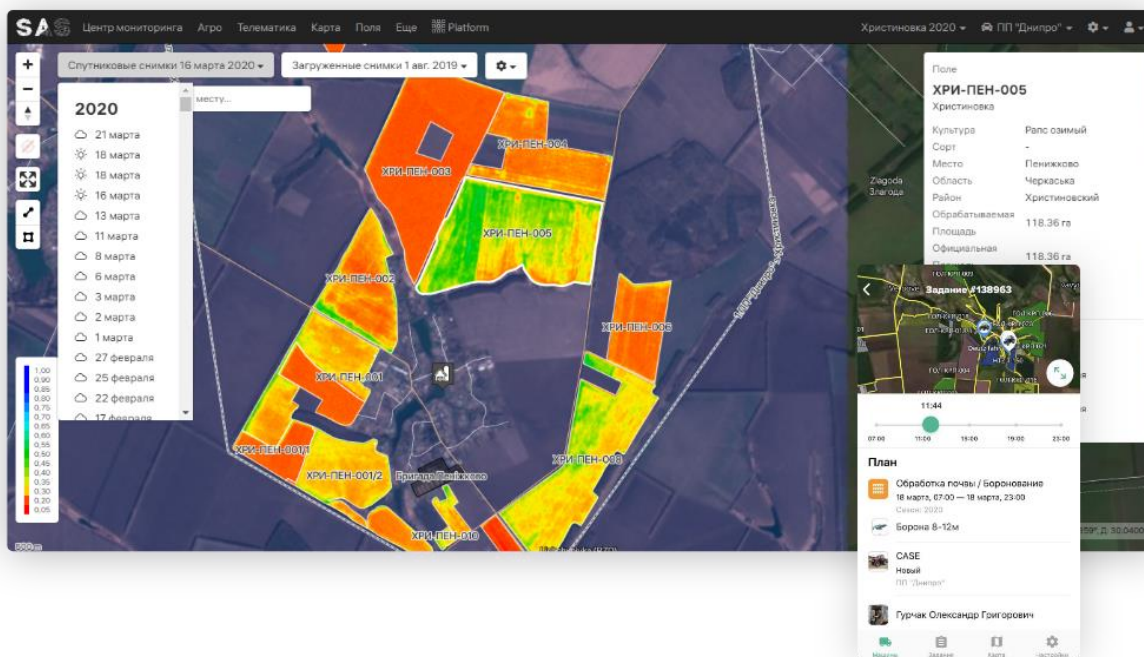 SAS Центр мониторинга Агро Телематика Карта Поля Еще Platform Христиновка 2020 ПП "Днипро"
Спутниковые снимки 16 марта 2020
Загруженные снимки 1 авг. 2019
месту...
2020
21 марта
18 марта
18 марта
16 марта
13 марта
11 марта
8 марта
6 марта
3 марта
2 марта
1 марта
27 февраля
25 февраля
22 февраля
17 февраля
1,00
0,90
0,85
0,80
0,75
0,70
0,65
0,60
0,55
0,50
0,45
0,40
0,35
0,30
0,20
0,05
500 m
ХРИ-ПЕН-003
ХРИ-ПЕН-004
ХРИ-ПЕН-005
ХРИ-ПЕН-002
ХРИ-ПЕН-006
ХРИ-ПЕН-001
ХРИ-ПЕН-001/1
ХРИ-ПЕН-001/2
ХРИ-ПЕН-008
Бригада Пеніжково
ХРИ-ПЕН-010
Zlagoda
Злагода
Поле
ХРИ-ПЕН-005
Христиновка
Культура Рапс озимый
Сорт -
Место Пенижково
Область Черкаська
Район Христиновский
Обрабатываемая Площадь 118.36 га
Официальная 118.36 га
Задание #138963
11:44
07:00 11:00 15:00 19:00 23:00
План
Обработка почвы / Боронование
18 марта, 07:00 — 18 марта, 23:00
Сезон: 2020
Борона 8-12м
CASE
Новый
ПП "Днипро"
Гурчак Олександр Григорович
Машины Задание Карта Настройки